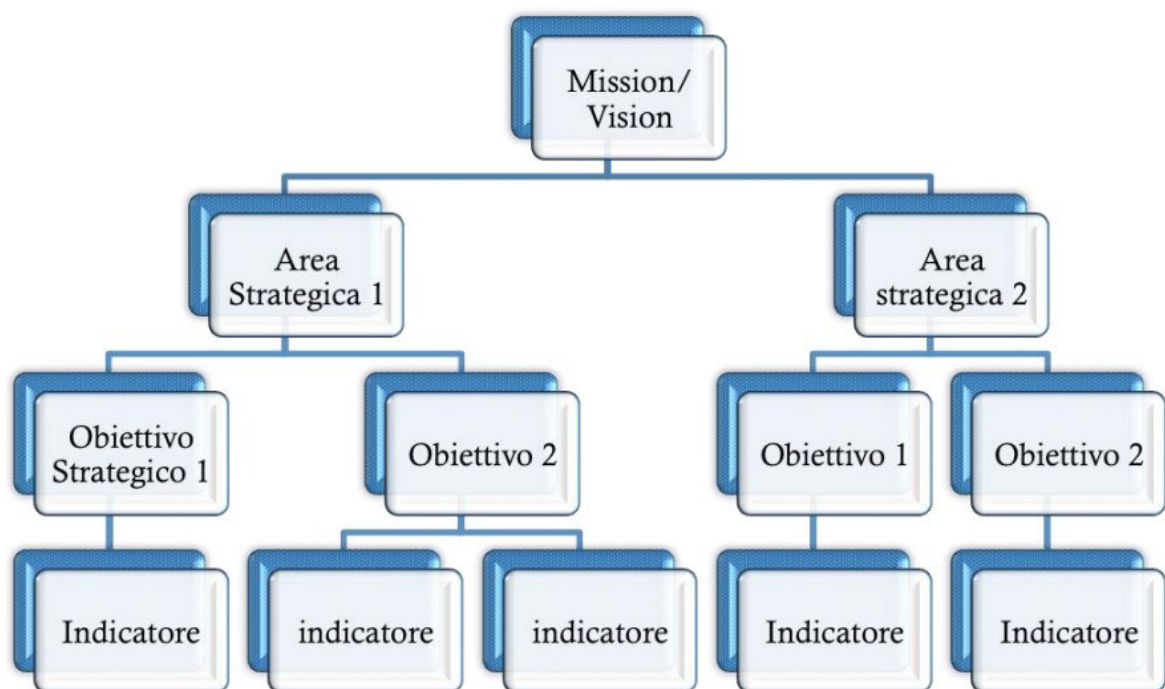 Mission/
Vision
Area
Strategica 1
Area
strategica 2
Obiettivo
Strategico 1
Obiettivo 2
Obiettivo 1
Obiettivo 2
Indicatore
indicatore
indicatore
Indicatore
Indicatore